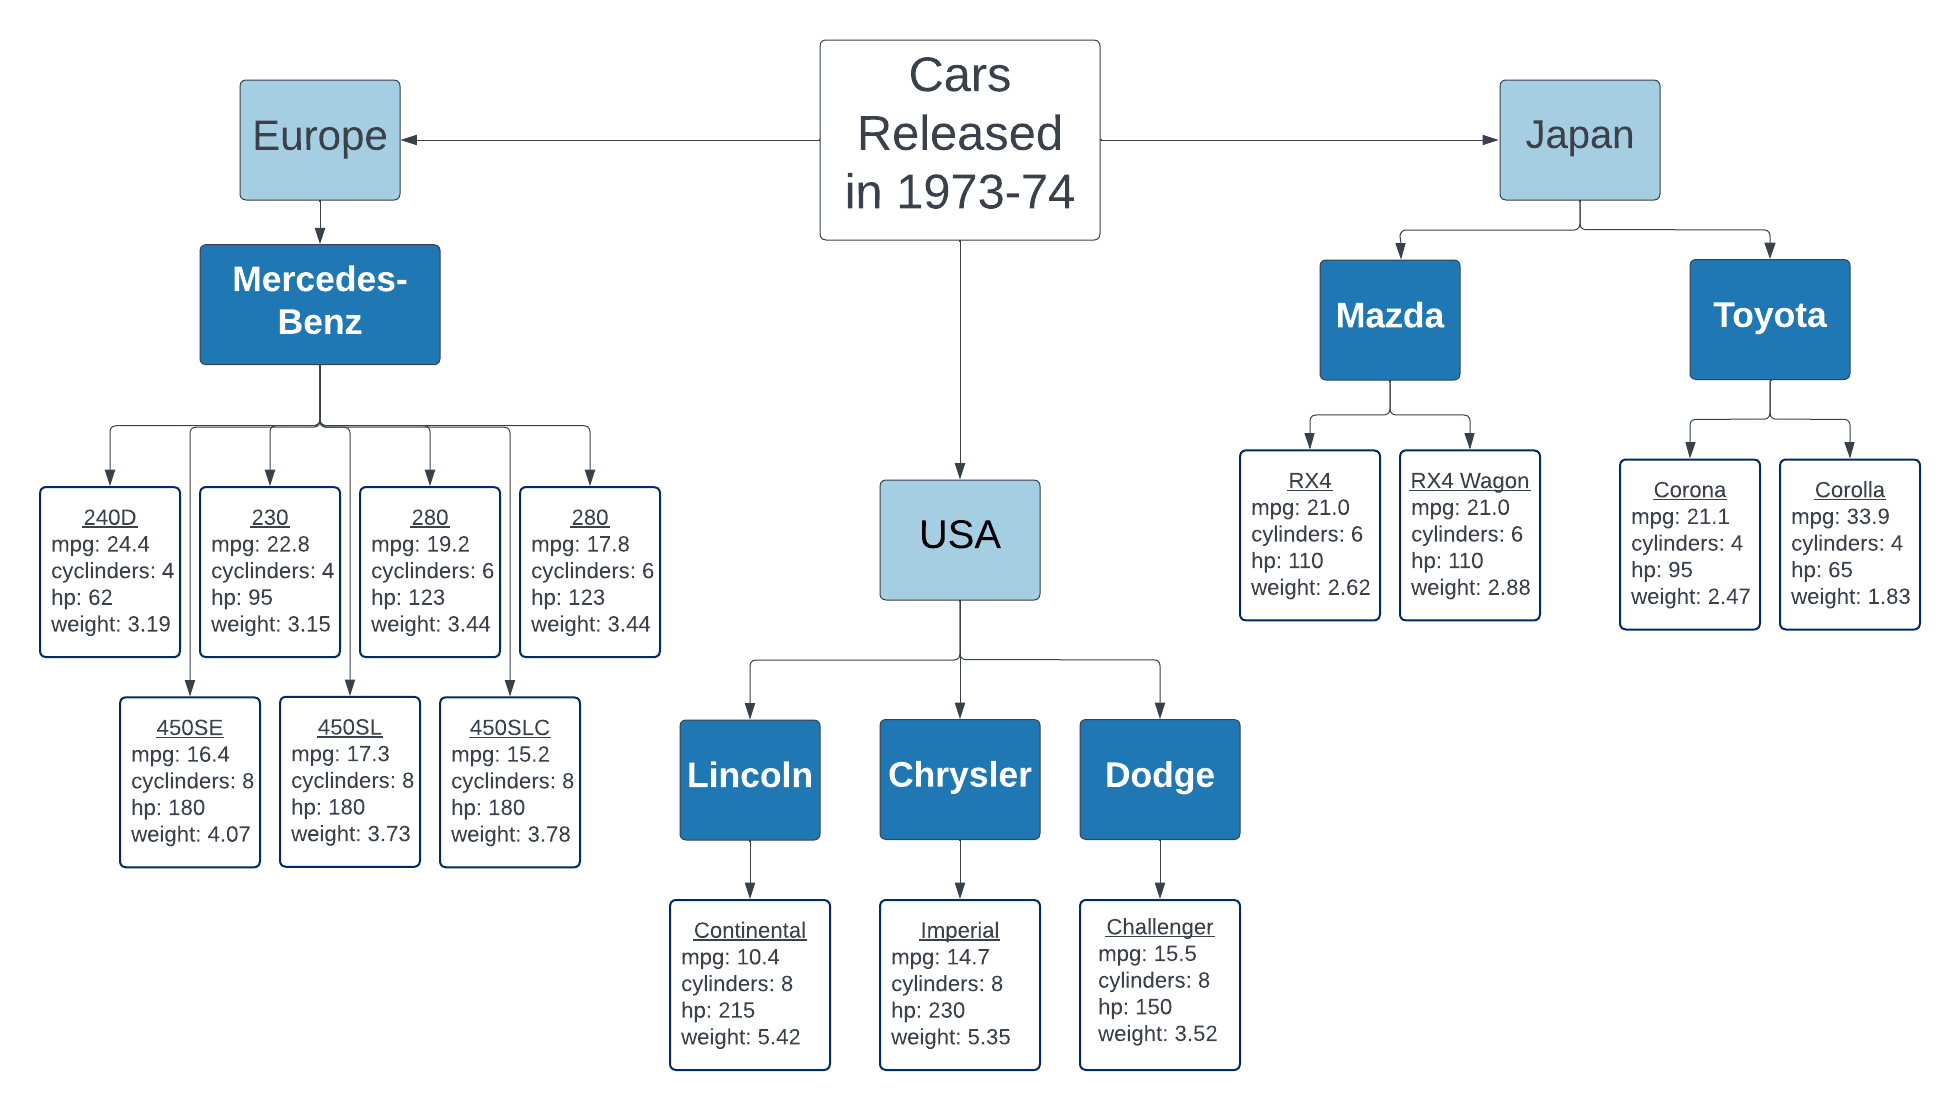 Cars
Released
in 1973-74
Europe
Japan
Mercedes-
Benz
Mazda
Toyota
240D
mpg: 24.4
cyclinders: 4
hp: 62
weight: 3.19
230
mpg: 22.8
cyclinders: 4
hp: 95
weight: 3.15
280
mpg: 19.2
cyclinders: 6
hp: 123
weight: 3.44
280
mpg: 17.8
cyclinders: 6
hp: 123
weight: 3.44
450SE
mpg: 16.4
cyclinders: 8
hp: 180
weight: 4.07
450SL
mpg: 17.3
cyclinders: 8
hp: 180
weight: 3.73
450SLC
mpg: 15.2
cyclinders: 8
hp: 180
weight: 3.78
USA
Lincoln
Chrysler
Dodge
Continental
mpg: 10.4
cylinders: 8
hp: 215
weight: 5.42
Imperial
mpg: 14.7
cylinders: 8
hp: 230
weight: 5.35
Challenger
mpg: 15.5
cylinders: 8
hp: 150
weight: 3.52
RX4
mpg: 21.0
cylinders: 6
hp: 110
weight: 2.62
RX4 Wagon
mpg: 21.0
cylinders: 6
hp: 110
weight: 2.88
Corona
mpg: 21.1
cylinders: 4
hp: 95
weight: 2.47
Corolla
mpg: 33.9
cylinders: 4
hp: 65
weight: 1.83